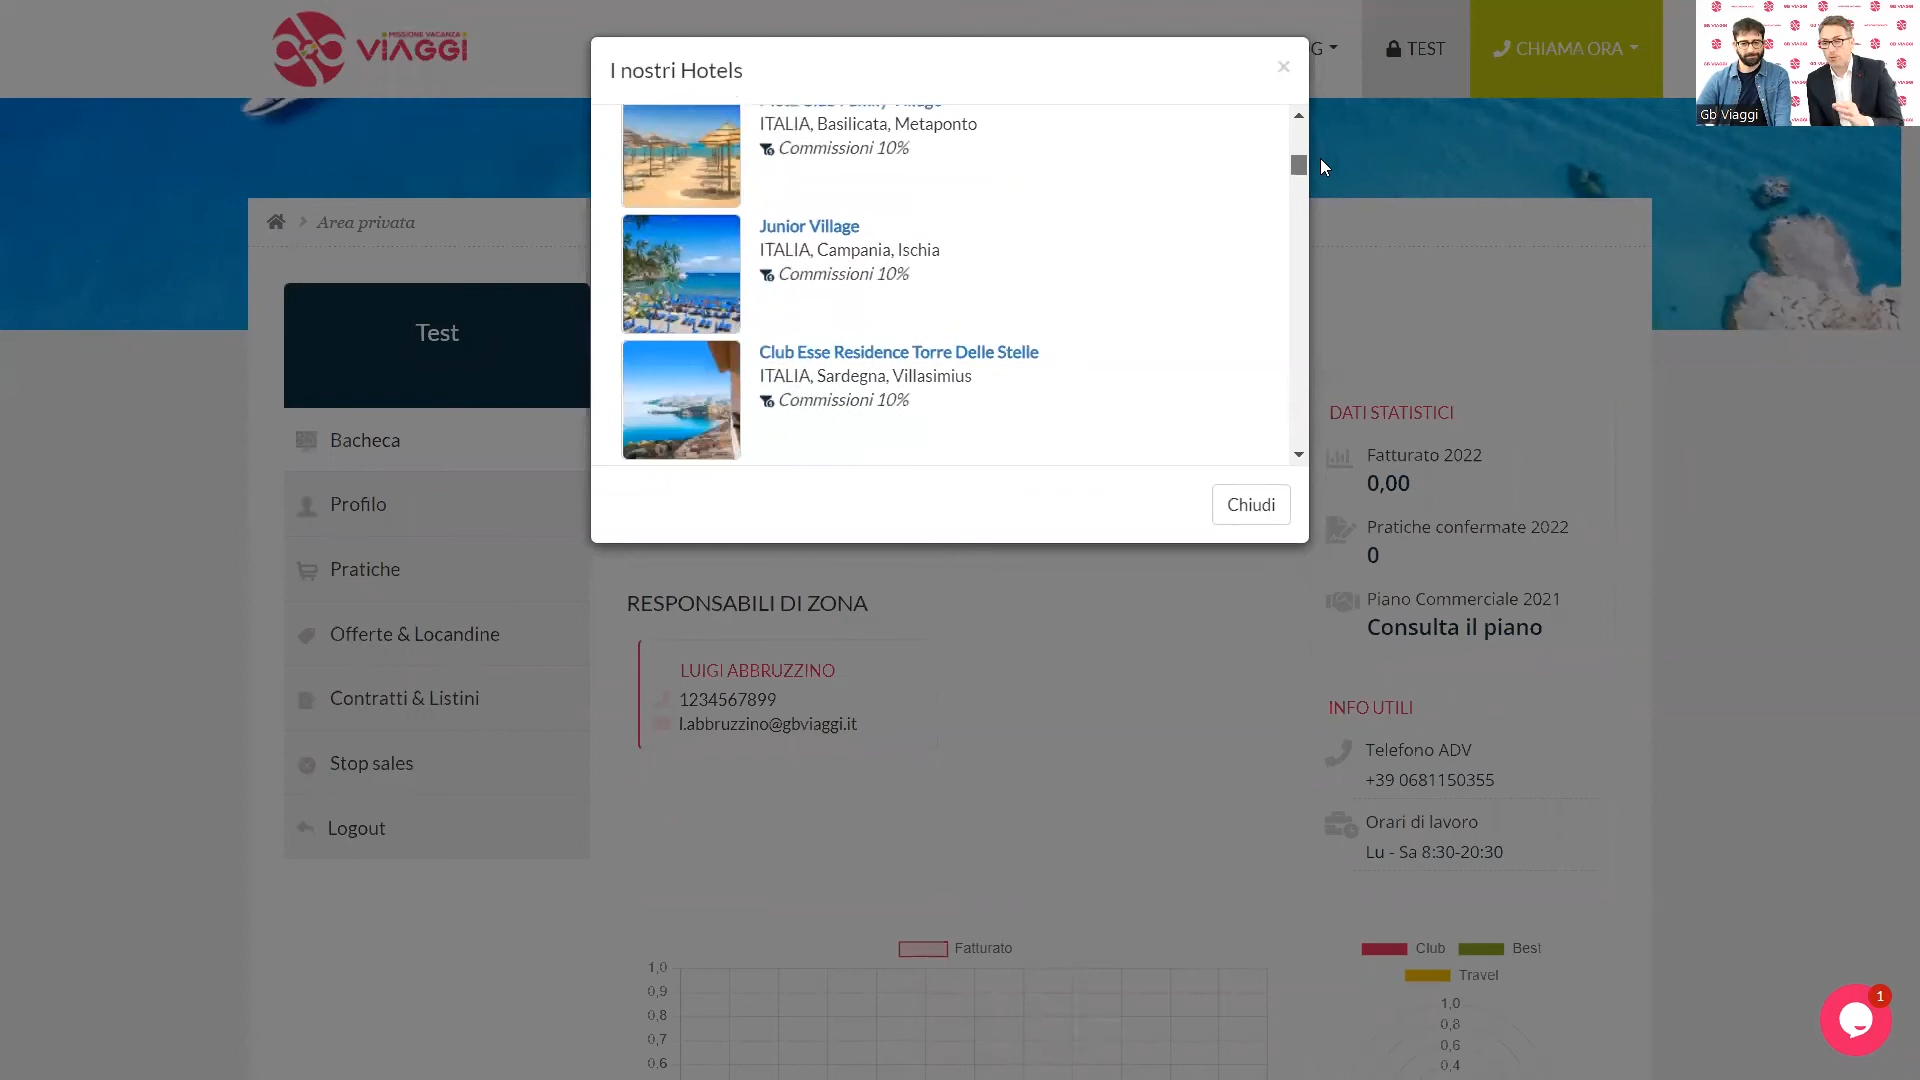 MISSIONE VACANZA
VIAGGI
TEST
CHIAMA ORA
Gb Viaggi
I nostri Hotels
×
ITALIA, Basilicata, Metaponto
Commissioni 10%
Junior Village
ITALIA, Campania, Ischia
Commissioni 10%
Club Esse Residence Torre Delle Stelle
ITALIA, Sardegna, Villasimius
Commissioni 10%
Chiudi
Area privata
Test
Bacheca
Profilo
Pratiche
Offerte & Locandine
Contratti & Listini
Stop sales
Logout
RESPONSABILI DI ZONA
LUIGI ABBRUZZINO
1234567899
l.abbruzzino@gbviaggi.it
DATI STATISTICI
Fatturato 2022
0,00
Pratiche confermate 2022
0
Piano Commerciale 2021
Consulta il piano
INFO UTILI
Telefono ADV
+39 0681150355
Orari di lavoro
Lu - Sa 8:30-20:30
Fatturato
1,0
0,9
0,8
0,7
0,6
Club Best
Travel
1,0
0,8
0,6
0,4
1